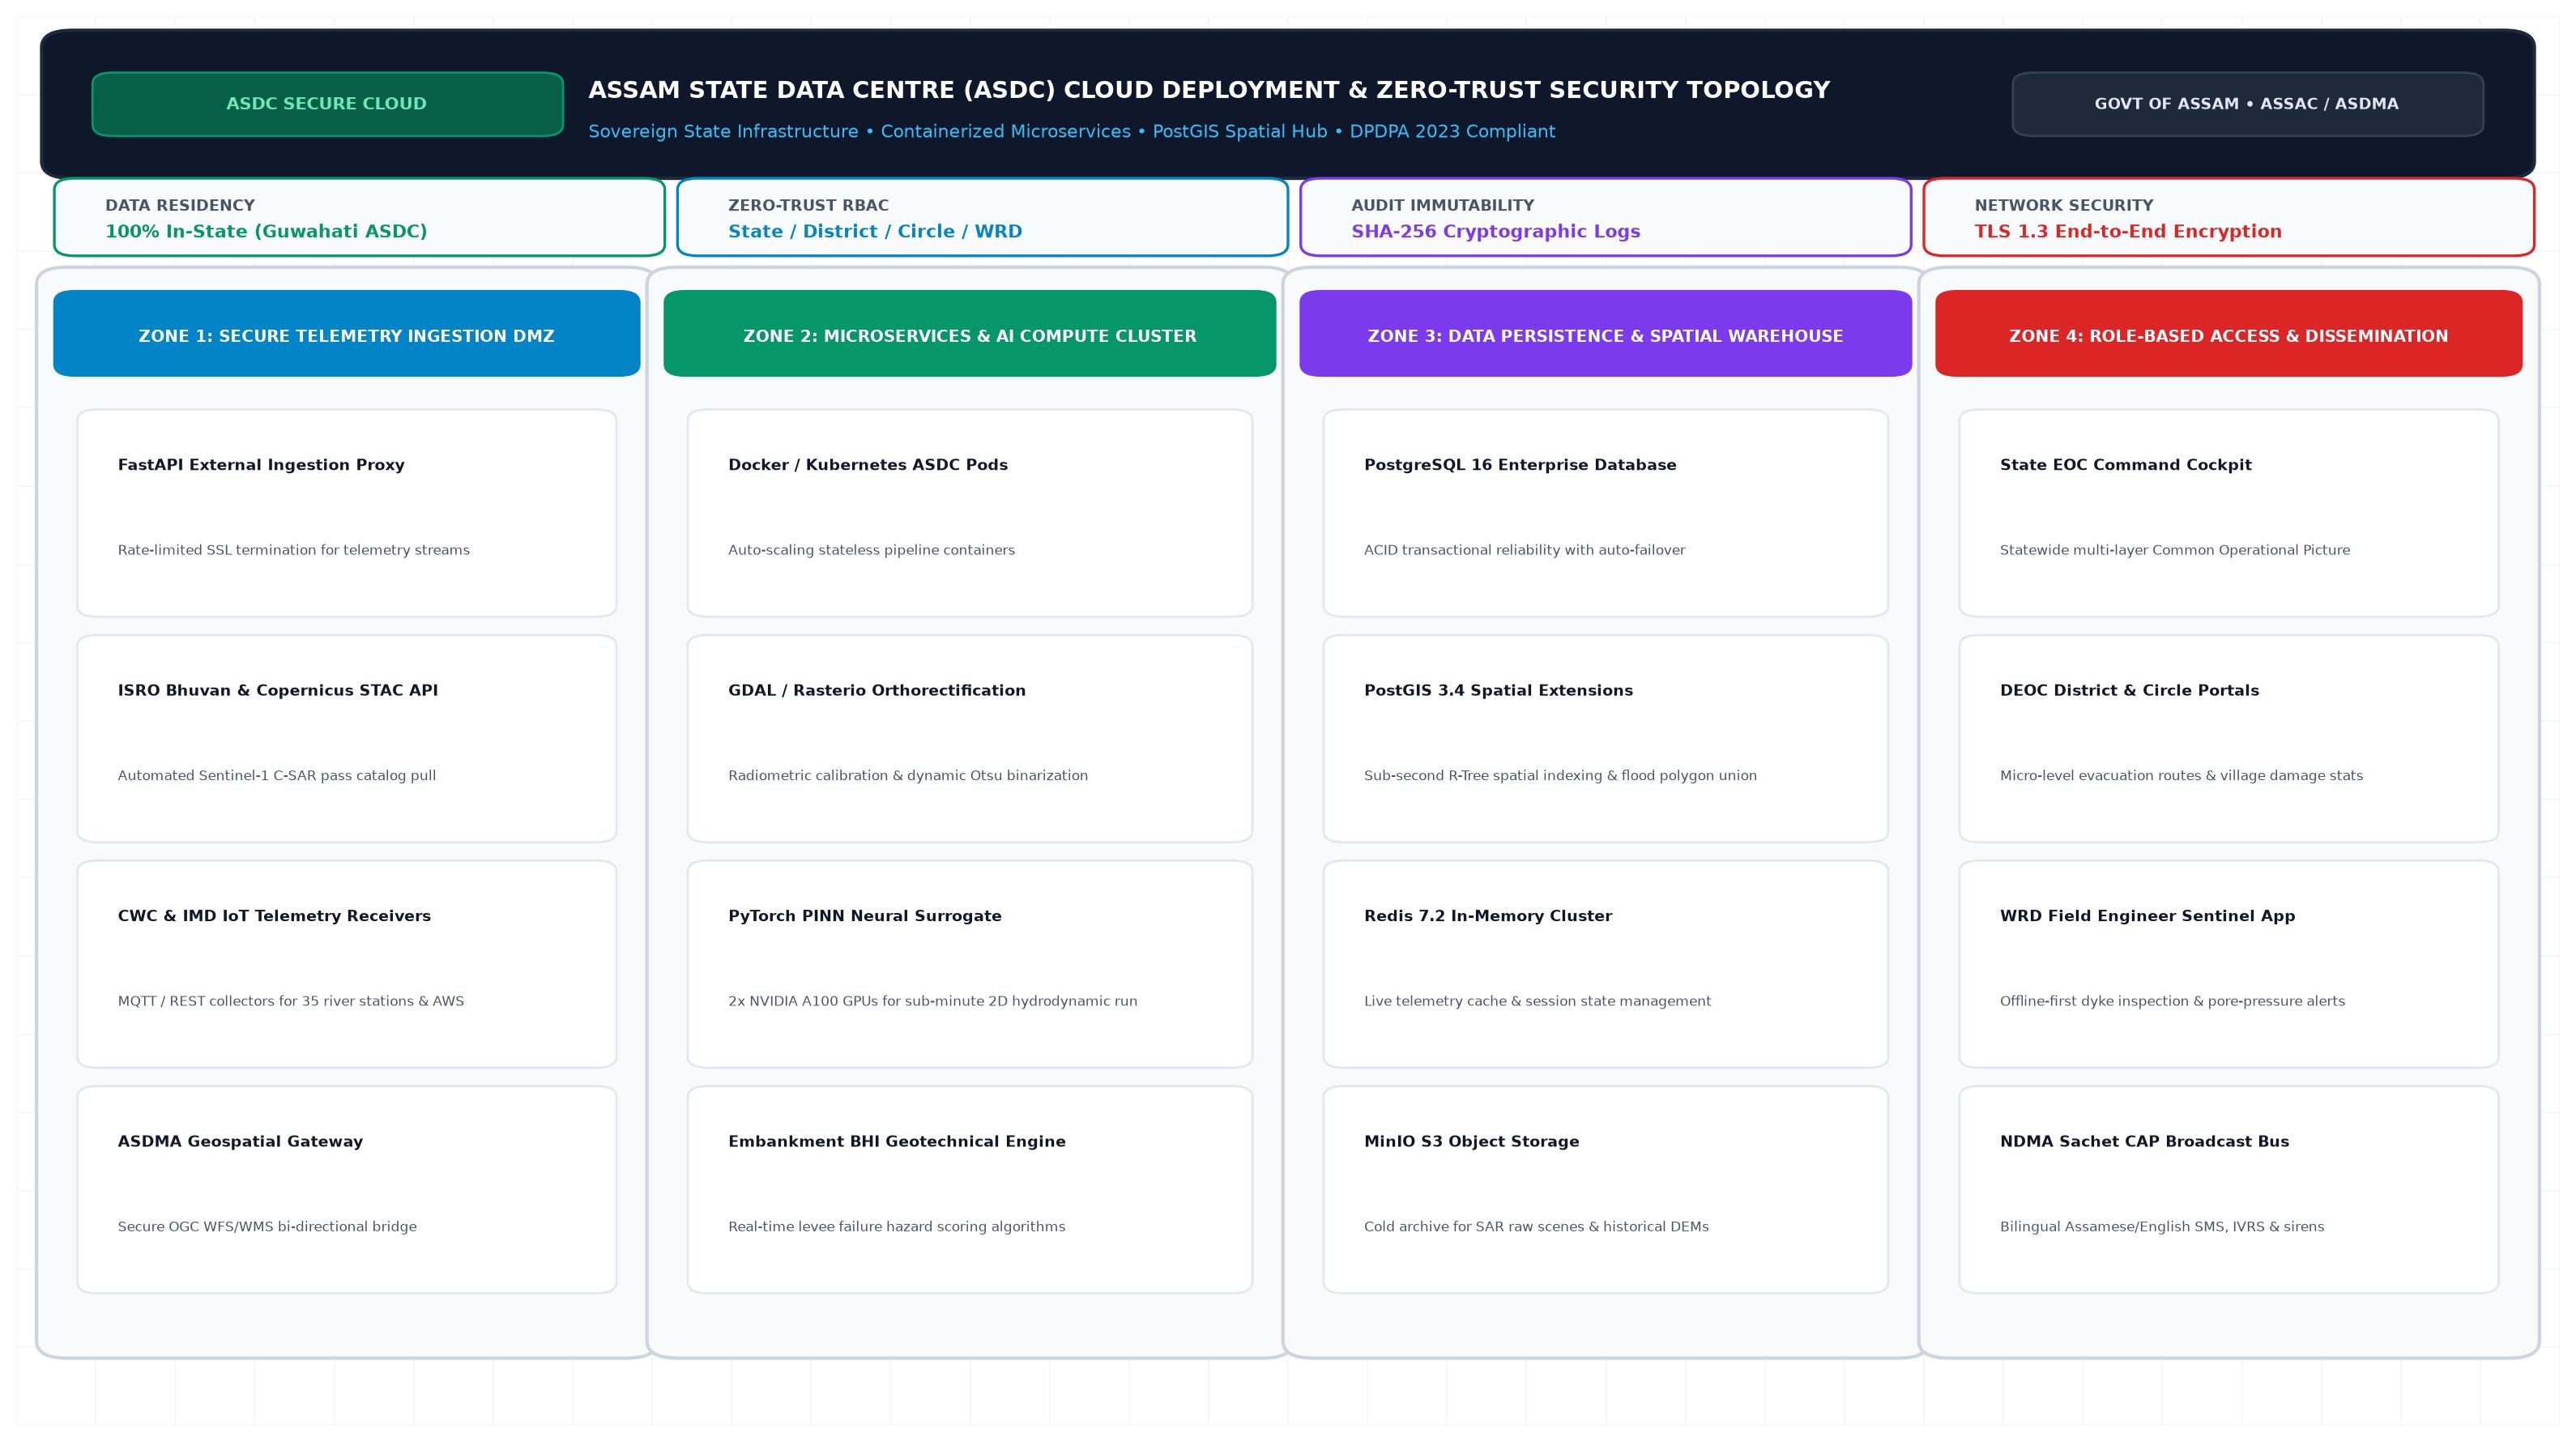 ASDC SECURE CLOUD
ASSAM STATE DATA CENTRE (ASDC) CLOUD DEPLOYMENT & ZERO-TRUST SECURITY TOPOLOGY
Sovereign State Infrastructure • Containerized Microservices • PostGIS Spatial Hub • DPDPA 2023 Compliant
GOVT OF ASSAM • ASSAC / ASDMA
DATA RESIDENCY
100% In-State (Guwahati ASDC)
ZERO-TRUST RBAC
State / District / Circle / WRD
AUDIT IMMUTABILITY
SHA-256 Cryptographic Logs
NETWORK SECURITY
TLS 1.3 End-to-End Encryption
ZONE 1: SECURE TELEMETRY INGESTION DMZ
FastAPI External Ingestion Proxy
Rate-limited SSL termination for telemetry streams
ISRO Bhuvan & Copernicus STAC API
Automated Sentinel-1 C-SAR pass catalog pull
CWC & IMD IoT Telemetry Receivers
MQTT / REST collectors for 35 river stations & AWS
ASDMA Geospatial Gateway
Secure OGC WFS/WMS bi-directional bridge
ZONE 2: MICROSERVICES & AI COMPUTE CLUSTER
Docker / Kubernetes ASDC Pods
Auto-scaling stateless pipeline containers
GDAL / Rasterio Orthorectification
Radiometric calibration & dynamic Otsu binarization
PyTorch PINN Neural Surrogate
2x NVIDIA A100 GPUs for sub-minute 2D hydrodynamic run
Embankment BHI Geotechnical Engine
Real-time levee failure hazard scoring algorithms
ZONE 3: DATA PERSISTENCE & SPATIAL WAREHOUSE
PostgreSQL 16 Enterprise Database
ACID transactional reliability with auto-failover
PostGIS 3.4 Spatial Extensions
Sub-second R-Tree spatial indexing & flood polygon union
Redis 7.2 In-Memory Cluster
Live telemetry cache & session state management
MinIO S3 Object Storage
Cold archive for SAR raw scenes & historical DEMs
ZONE 4: ROLE-BASED ACCESS & DISSEMINATION
State EOC Command Cockpit
Statewide multi-layer Common Operational Picture
DEOC District & Circle Portals
Micro-level evacuation routes & village damage stats
WRD Field Engineer Sentinel App
Offline-first dyke inspection & pore-pressure alerts
NDMA Sachet CAP Broadcast Bus
Bilingual Assamese/English SMS, IVRS & sirens